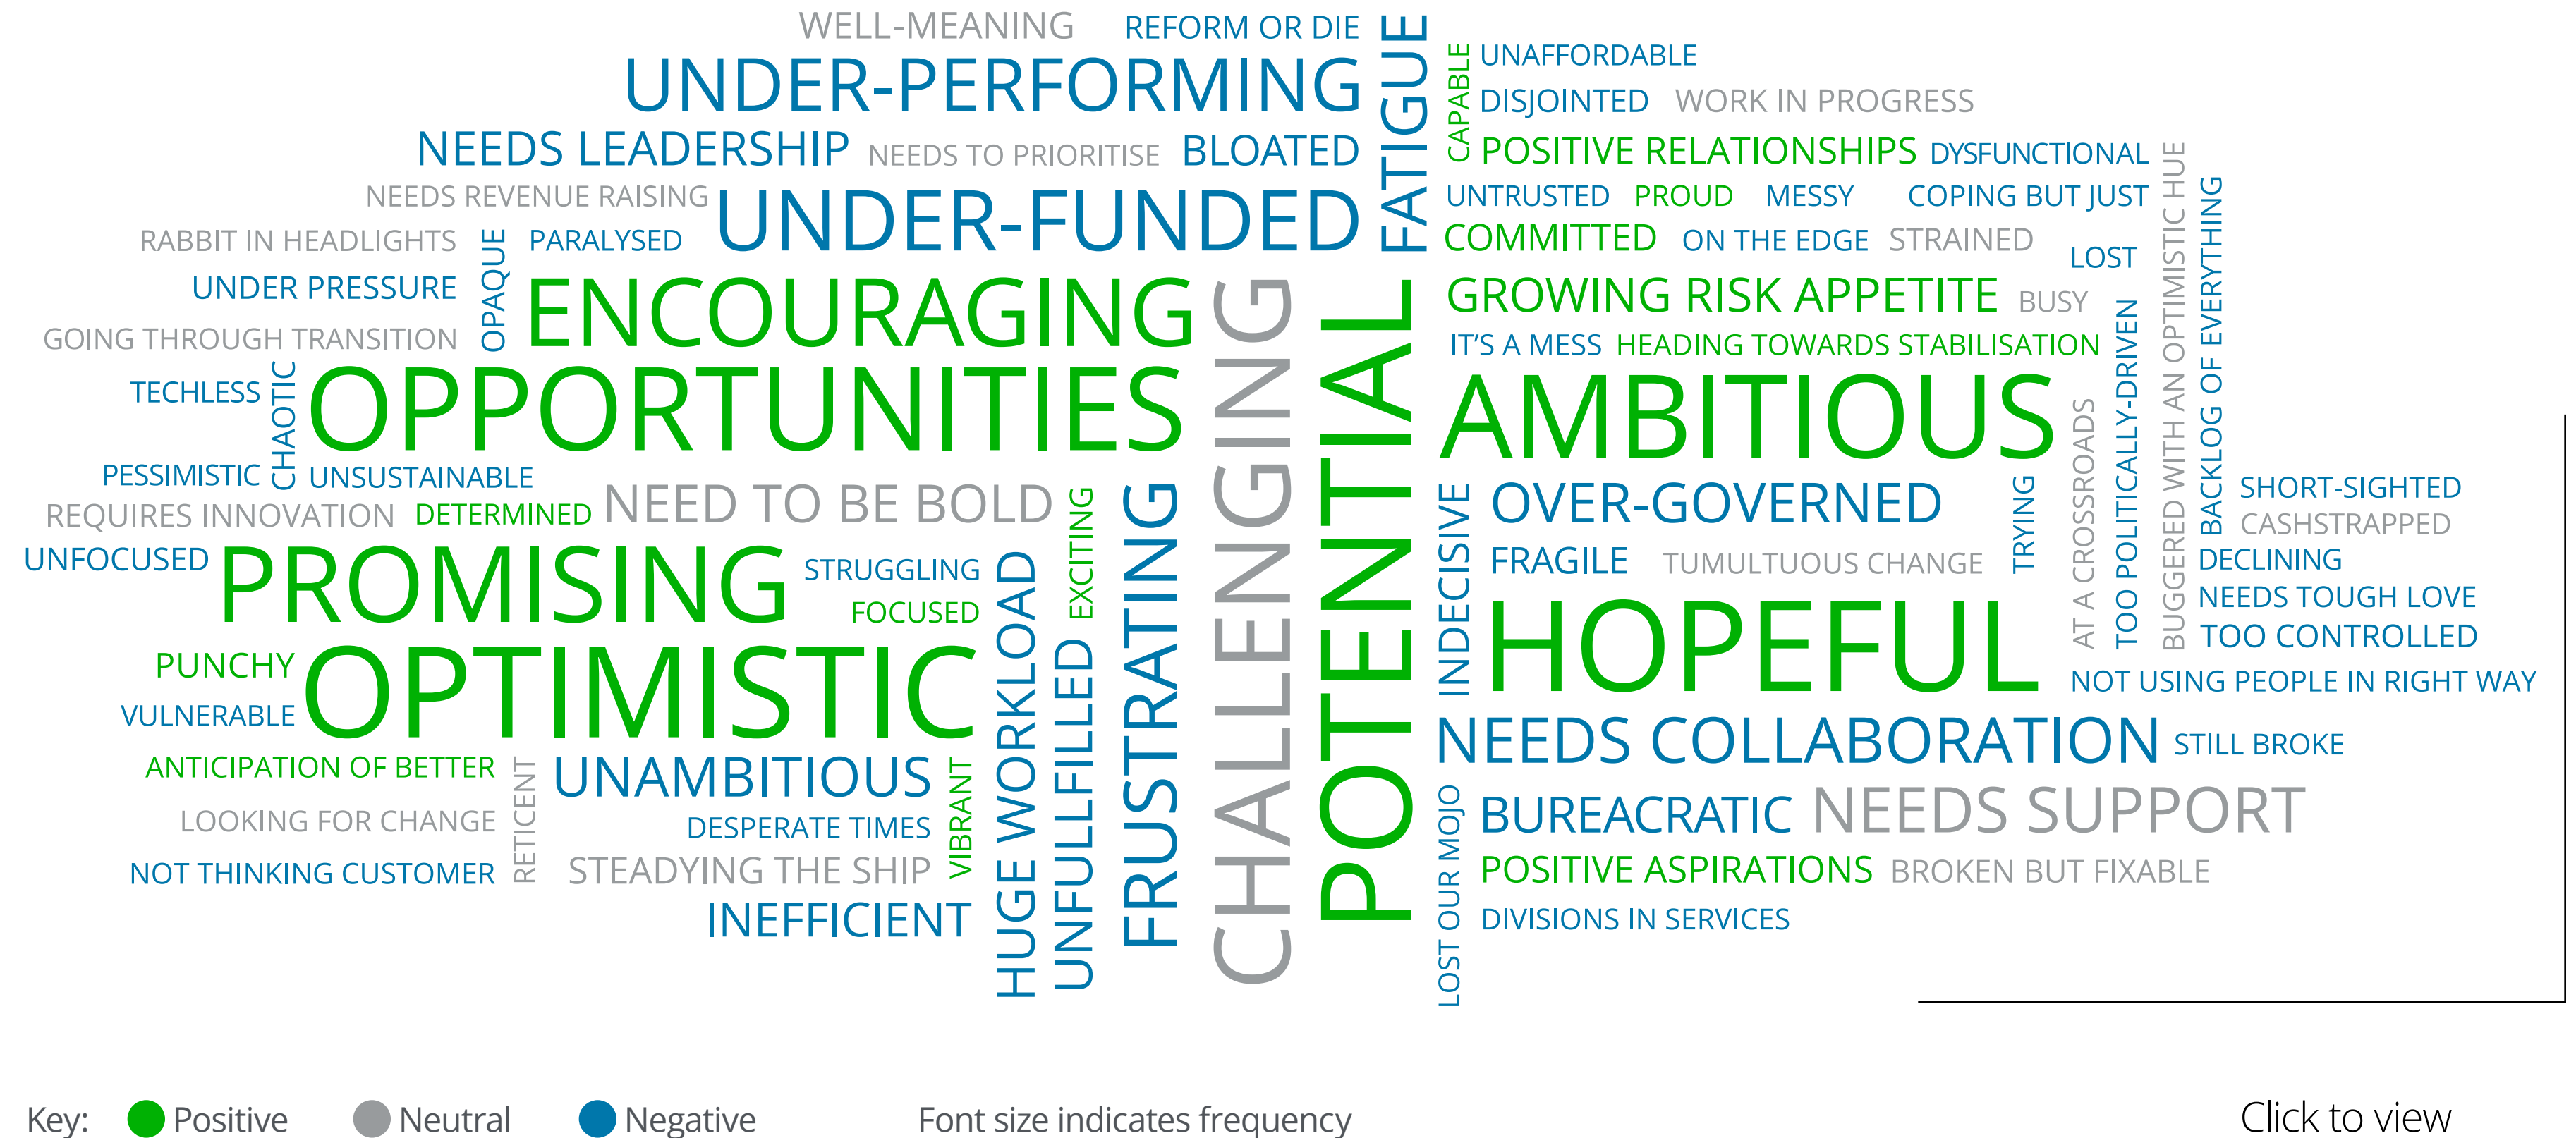 WELL-MEANING REFORM OR DIE
FATIGUE
CAPABLE
UNAFFORDABLE
UNDER-PERFORMING
DISJOINTED WORK IN PROGRESS
NEEDS LEADERSHIP NEEDS TO PRIORITISE BLOATED
POSITIVE RELATIONSHIPS DYSFUNCTIONAL
NEEDS REVENUE RAISING UNDER-FUNDED
UNTRUSTED PROUD MESSY COPING BUT JUST
BUGGERED WITH AN OPTIMISTIC HUE
BACKLOG OF EVERYTHING
RABBIT IN HEADLIGHTS
OPAQUE
PARALYSED
COMMITTED ON THE EDGE STRAINED
LOST
UNDER PRESSURE
ENCOURAGING
CHALLENGING
POTENTIAL
GROWING RISK APPETITE BUSY
GOING THROUGH TRANSITION
IT’S A MESS HEADING TOWARDS STABILISATION
TOO POLITICALLY-DRIVEN
TECHLESS
CHAOTIC
OPPORTUNITIES
AMBITIOUS
AT A CROSSROADS
PESSIMISTIC
UNSUSTAINABLE
REQUIRES INNOVATION DETERMINED NEED TO BE BOLD
EXCITING
FRUSTRATING
INDECISIVE
OVER-GOVERNED
TRYING
SHORT-SIGHTED
CASHSTRAPPED
UNFOCUSED PROMISING STRUGGLING
FOCUSED
HUGE WORKLOAD
UNFULLFILLED
FRAGILE TUMULTUOUS CHANGE
DECLINING
NEEDS TOUGH LOVE
TOO CONTROLLED
PUNCHY
VULNERABLE
OPTIMISTIC
HOPEFUL
NOT USING PEOPLE IN RIGHT WAY
NEEDS COLLABORATION STILL BROKE
ANTICIPATION OF BETTER
RETICENT
UNAMBITIOUS
VIBRANT
LOST OUR MOJO
BUREACRATIC NEEDS SUPPORT
LOOKING FOR CHANGE
DESPERATE TIMES
NOT THINKING CUSTOMER
STEADYING THE SHIP
POSITIVE ASPIRATIONS BROKEN BUT FIXABLE
INEFFICIENT
DIVISIONS IN SERVICES
Key: Positive Neutral Negative Font size indicates frequency
Click to view